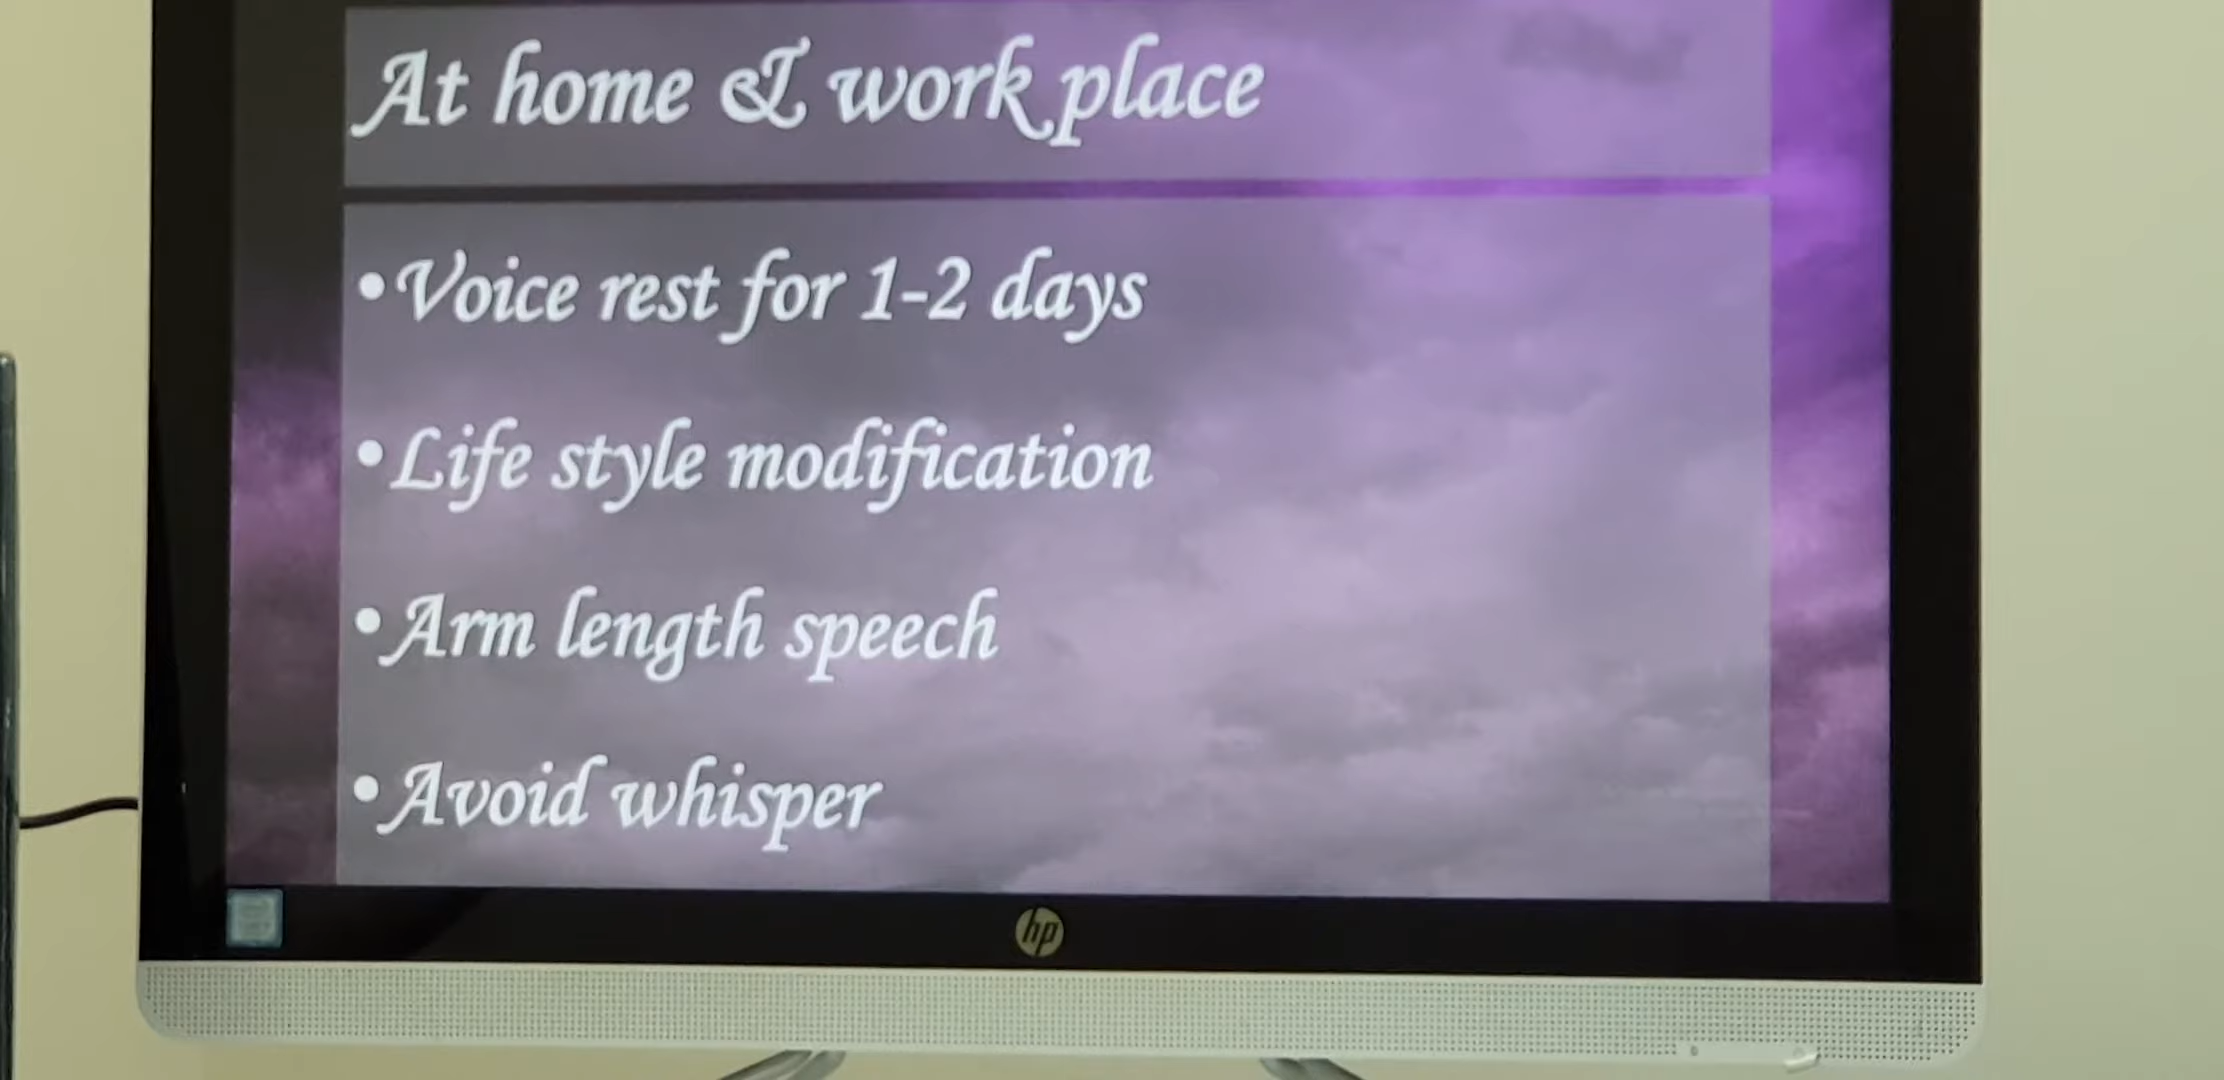 At home & work place
•Voice rest for 1-2 days
•Life style modification
•Arm length speech
•Avoid whisper
hp